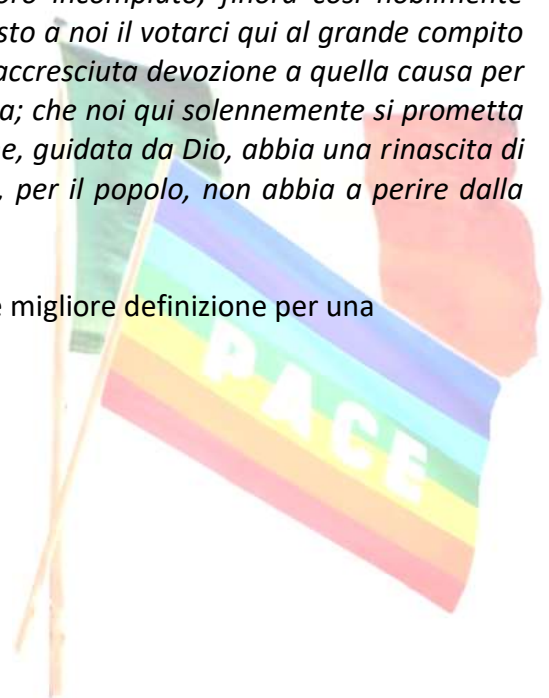 incompiuto, finora così nobilmente
sto a noi il votarci qui al grande compito
accresciuta devozione a quella causa per
a; che noi qui solennemente si prometta
e, guidata da Dio, abbia una rinascita di
, per il popolo, non abbia a perire dalla
e migliore definizione per una
PACE